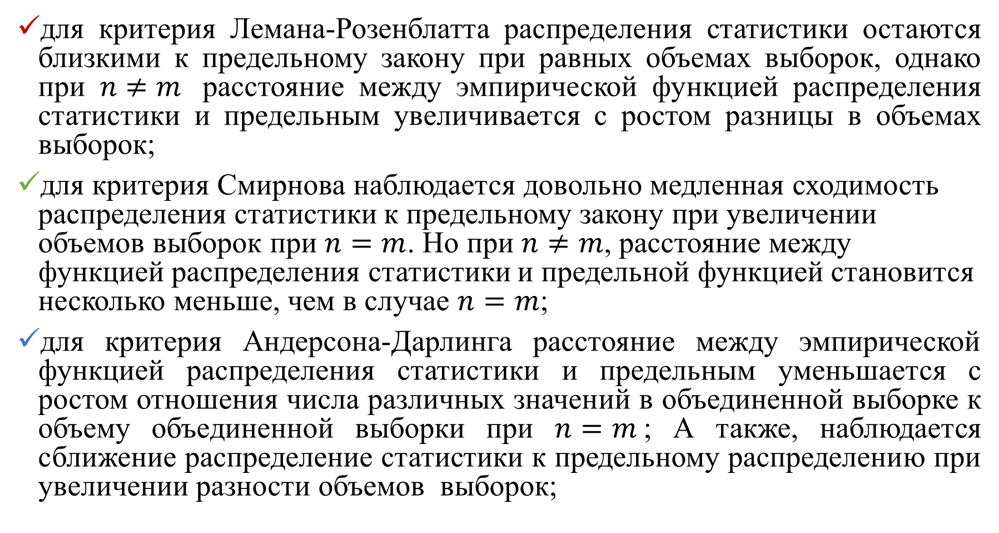 ✓для критерия Лемана-Розенблатта распределения статистики остаются
близкими к предельному закону при равных объемах выборок, однако
при n ≠ m расстояние между эмпирической функцией распределения
статистики и предельным увеличивается с ростом разницы в объемах
выборок;
✓для критерия Смирнова наблюдается довольно медленная сходимость
распределения статистики к предельному закону при увеличении
объемов выборок при n = m. Но при n ≠ m, расстояние между
функцией распределения статистики и предельной функцией становится
несколько меньше, чем в случае n = m;
✓для критерия Андерсона-Дарлинга расстояние между эмпирической
функцией распределения статистики и предельным уменьшается с
ростом отношения числа различных значений в объединенной выборке к
объему объединенной выборки при n = m ; А также, наблюдается
сближение распределение статистики к предельному распределению при
увеличении разности объемов выборок;